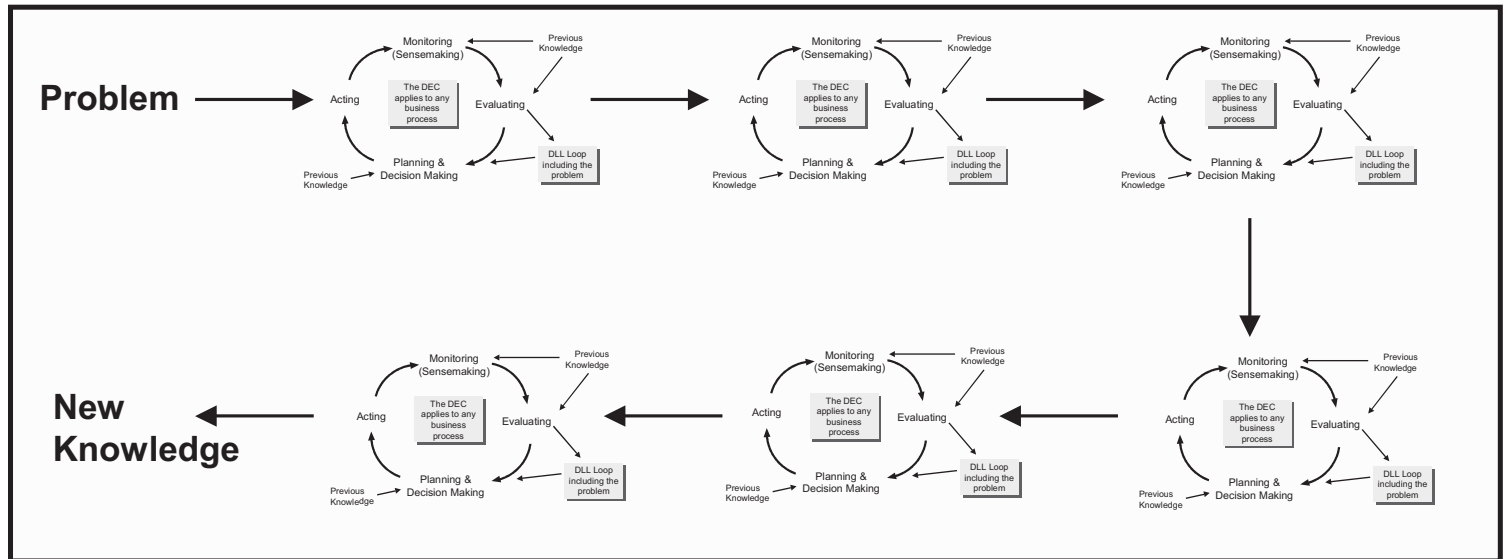 Problem
Monitoring
(Sensemaking)
Previous
Knowledge
Acting
The DEC
applies to any
business
process
Evaluating
Planning &
Decision Making
DLL Loop
including the
problem
Previous
Knowledge
Monitoring
(Sensemaking)
Previous
Knowledge
Acting
The DEC
applies to any
business
process
Evaluating
Planning &
Decision Making
DLL Loop
including the
problem
Previous
Knowledge
Monitoring
(Sensemaking)
Previous
Knowledge
Acting
The DEC
applies to any
business
process
Evaluating
Planning &
Decision Making
DLL Loop
including the
problem
Previous
Knowledge
Monitoring
(Sensemaking)
Previous
Knowledge
Acting
The DEC
applies to any
business
process
Evaluating
Planning &
Decision Making
DLL Loop
including the
problem
Previous
Knowledge
Monitoring
(Sensemaking)
Previous
Knowledge
Acting
The DEC
applies to any
business
process
Evaluating
Planning &
Decision Making
DLL Loop
including the
problem
Previous
Knowledge
Monitoring
(Sensemaking)
Previous
Knowledge
Acting
The DEC
applies to any
business
process
Evaluating
Planning &
Decision Making
DLL Loop
including the
problem
Previous
Knowledge
New
Knowledge